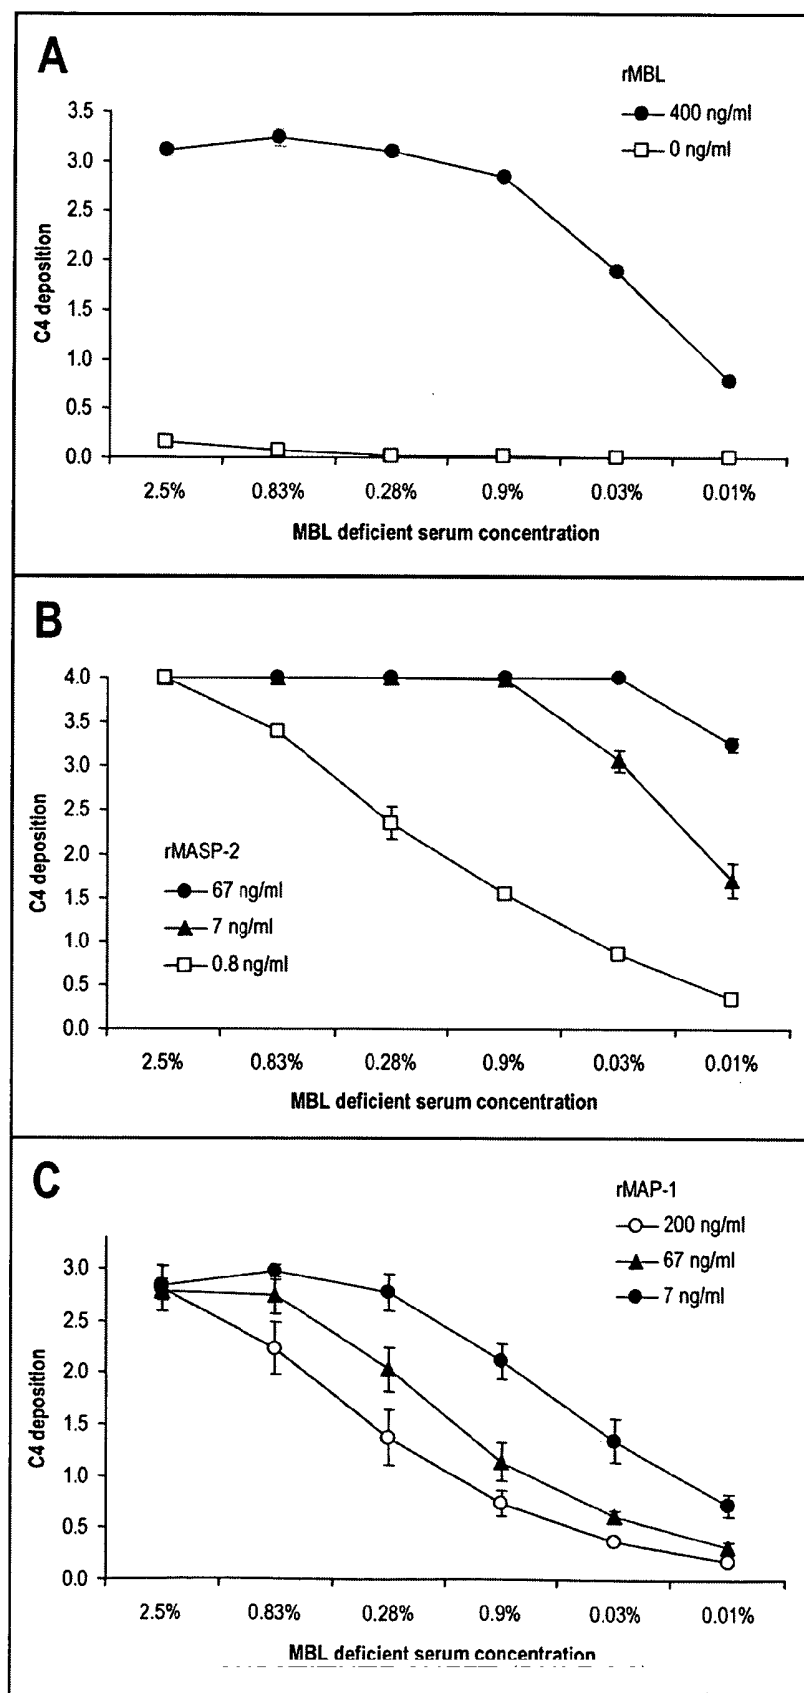 A
rMBL
400 ng/ml
0 ng/ml
3.5
3.0
2.5
2.0
1.5
1.0
0.5
0.0
C4 deposition
2.5% 0.83% 0.28% 0.9% 0.03% 0.01%
MBL deficient serum concentration
B
4.0
3.5
3.0
2.5
2.0
1.5
1.0
0.5
0.0
C4 deposition
rMASP-2
67 ng/ml
7 ng/ml
0.8 ng/ml
2.5% 0.83% 0.28% 0.9% 0.03% 0.01%
MBL deficient serum concentration
C
rMAP-1
200 ng/ml
67 ng/ml
7 ng/ml
3.0
2.5
2.0
1.5
1.0
0.5
0.0
C4 deposition
2.5% 0.83% 0.28% 0.9% 0.03% 0.01%
MBL deficient serum concentration